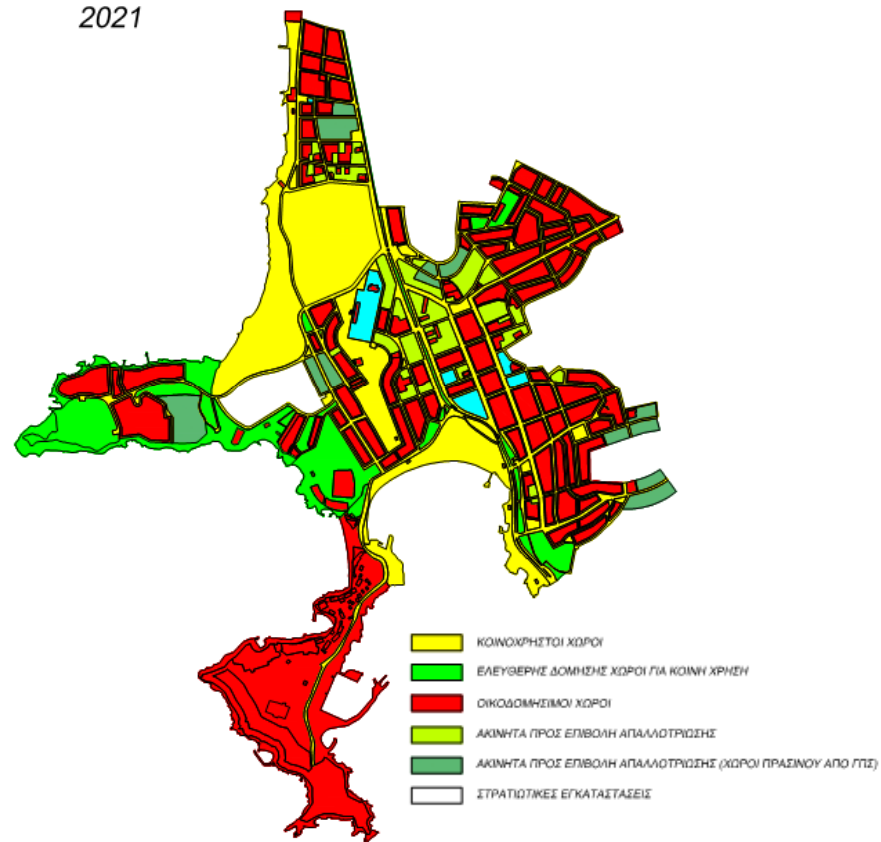 2021
ΚΟΙΝΟΧΡΗΣΤΟΙ ΧΩΡΟΙ
ΕΛΕΥΘΕΡΗΣ ΔΟΜΗΣΗΣ ΧΩΡΟΙ ΓΙΑ ΚΟΙΝΗ ΧΡΗΣΗ
ΟΙΚΟΔΟΜΗΣΙΜΟΙ ΧΩΡΟΙ
ΑΚΙΝΗΤΑ ΠΡΟΣ ΕΠΙΒΟΛΗ ΑΠΑΛΛΟΤΡΙΩΣΗΣ
ΑΚΙΝΗΤΑ ΠΡΟΣ ΕΠΙΒΟΛΗ ΑΠΑΛΛΟΤΡΙΩΣΗΣ (ΧΩΡΟΙ ΠΡΑΣΙΝΟΥ ΑΠΟ ΓΠΣ)
ΣΤΡΑΤΙΩΤΙΚΕΣ ΕΓΚΑΤΑΣΤΑΣΕΙΣ